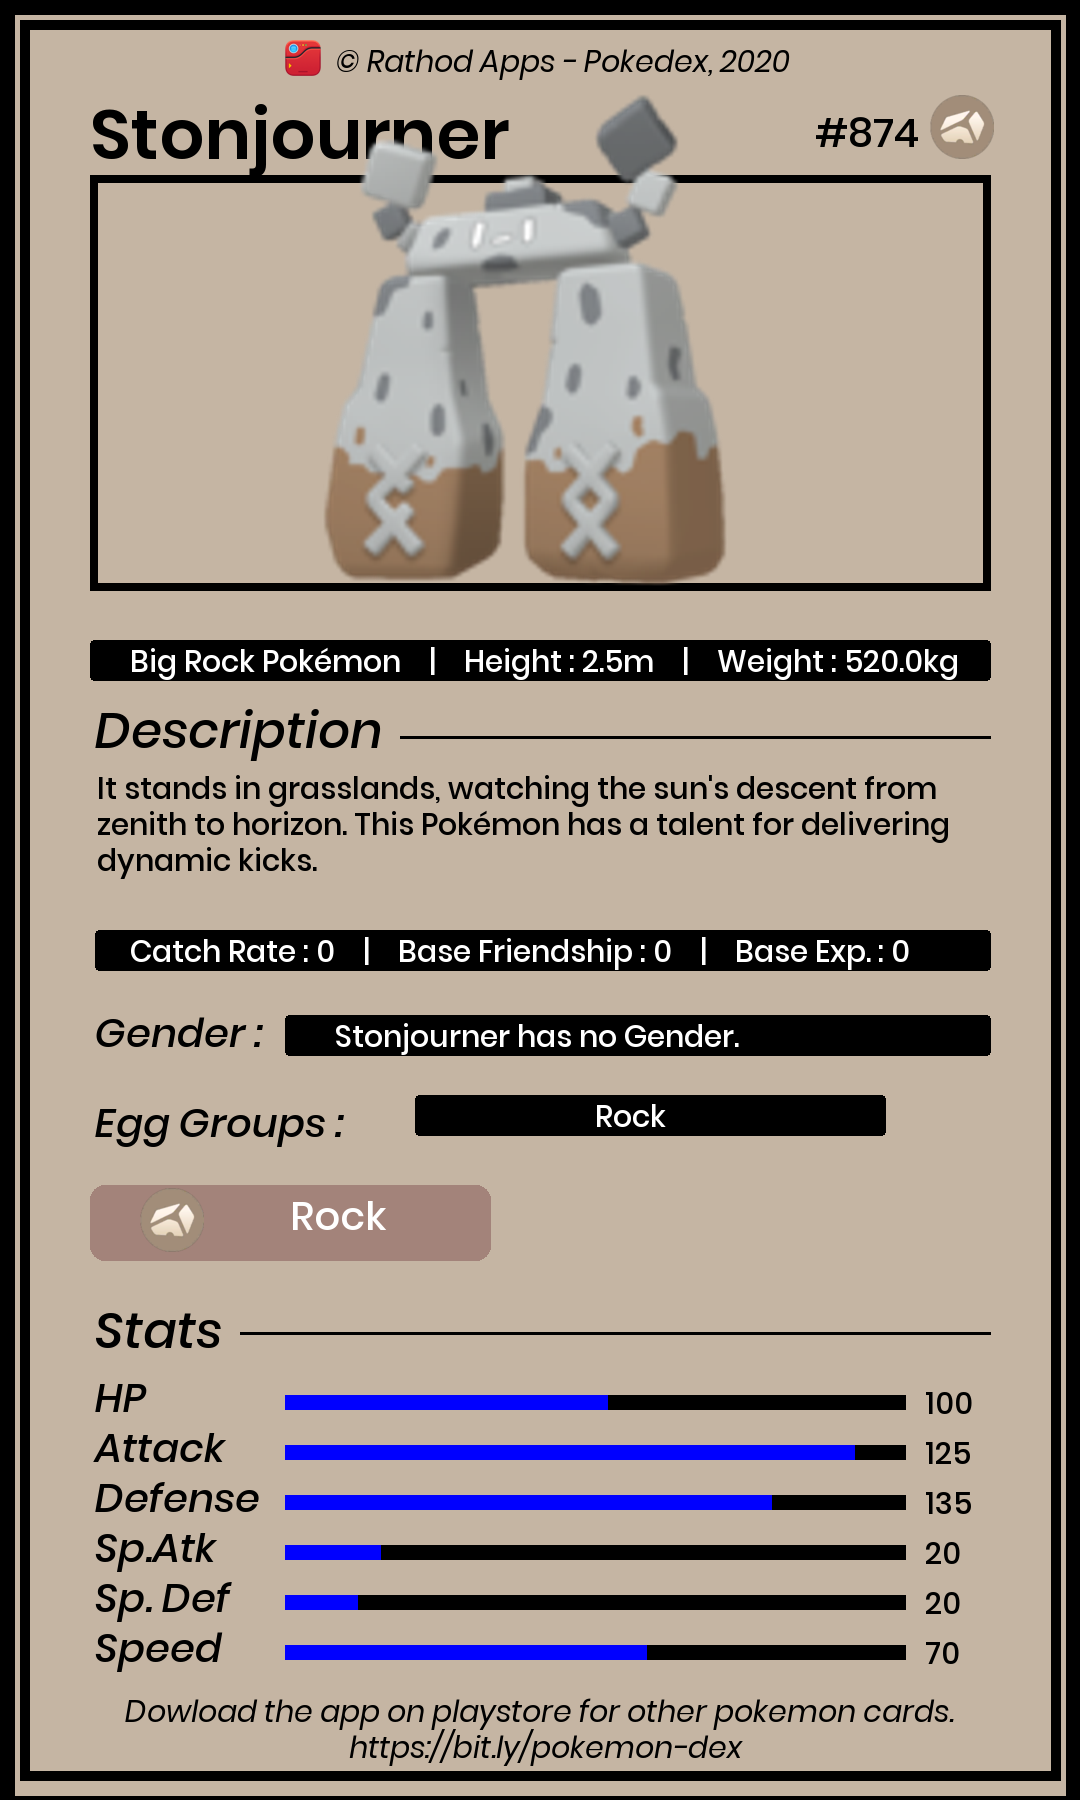 © Rathod Apps - Pokedex, 2020
Stonjourner #874
Big Rock Pokémon | Height : 2.5m | Weight : 520.0kg
Description
It stands in grasslands, watching the sun's descent from
zenith to horizon. This Pokémon has a talent for delivering
dynamic kicks.
Catch Rate : 0 | Base Friendship : 0 | Base Exp. : 0
Gender : Stonjourner has no Gender.
Egg Groups : Rock
Rock
Stats
HP 100
Attack 125
Defense 135
Sp.Atk 20
Sp. Def 20
Speed 70
Dowload the app on playstore for other pokemon cards.
https://bit.ly/pokemon-dex